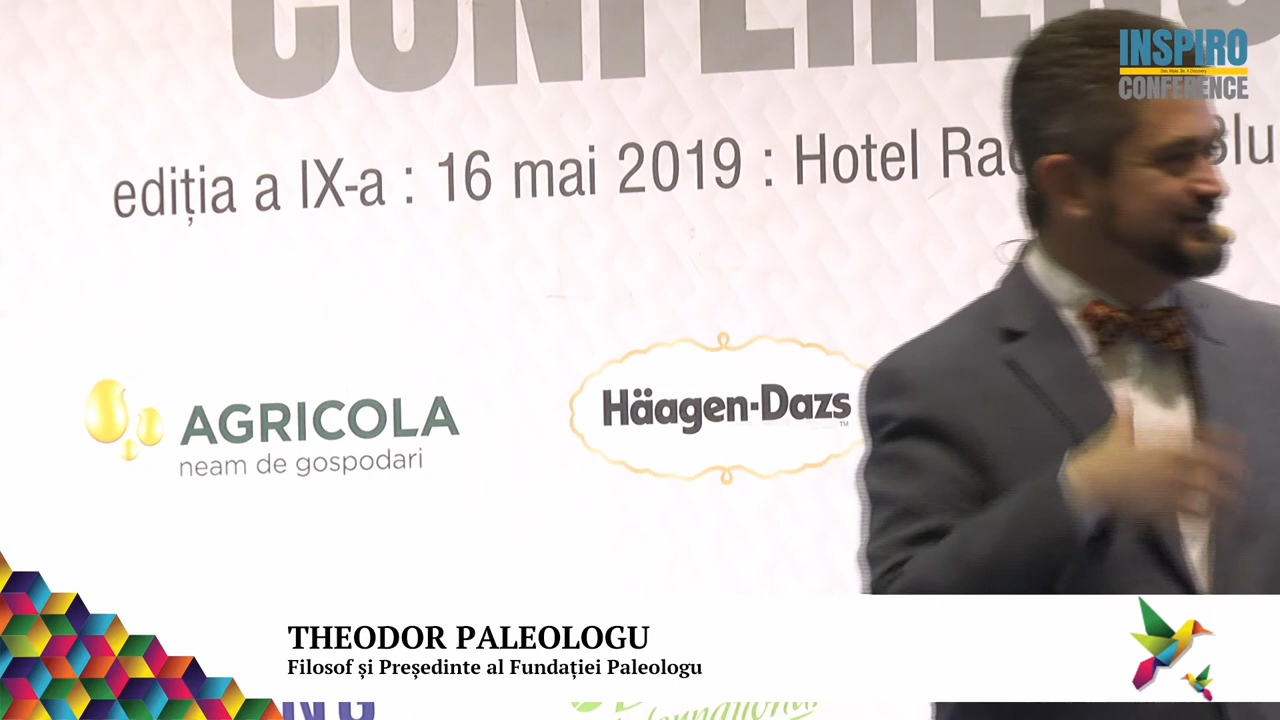 INSPIRO
CONFERENCE
ediția a IX-a : 16 mai 2019 : Hotel
AGRICOLA
neam de gospodari
Häagen-Dazs
TM
THEODOR PALEOLOGU
Filosof și Președinte al Fundației Paleologu